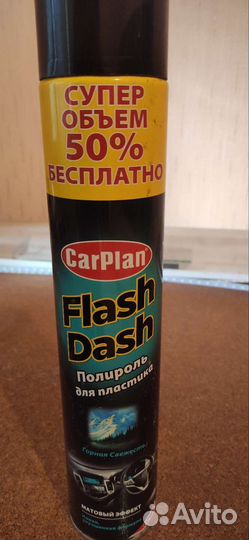 СУПЕР
ОБЪЕМ
50%
БЕСПЛАТНО
CarPlan
Flash
Dash
Полироль
для пластика
Горная Свежесть
МАТОВЫЙ ЭФФЕКТ
Avito